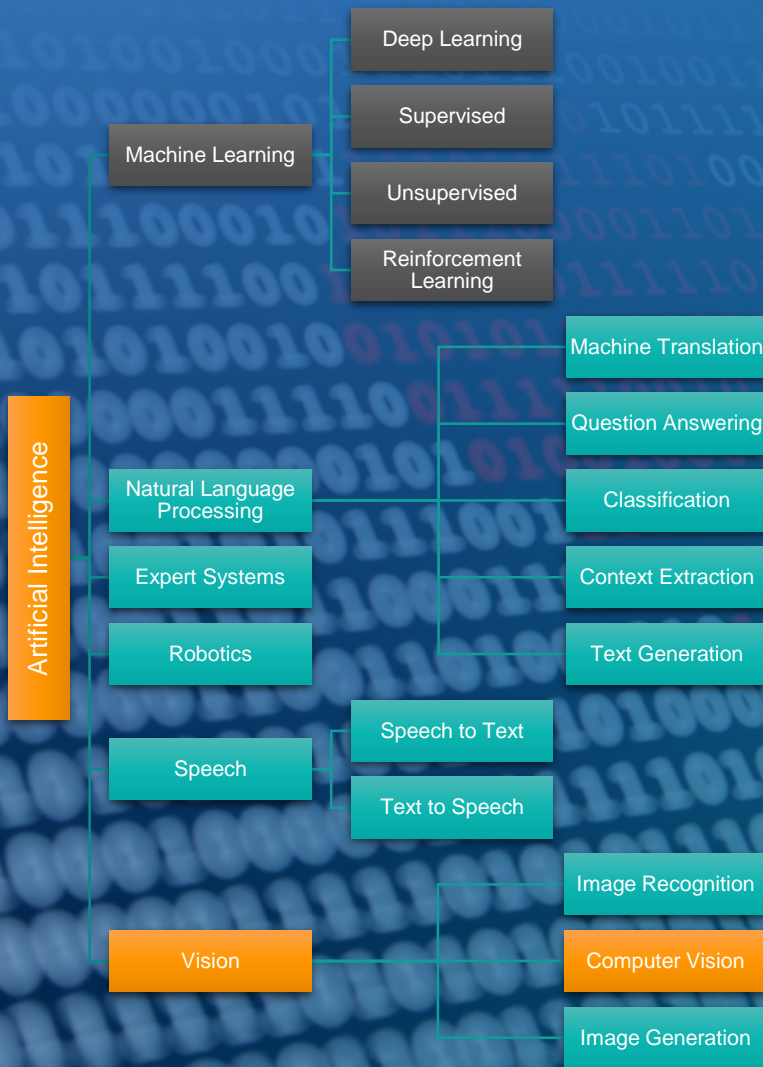 Artificial Intelligence
Machine Learning
Deep Learning
Supervised
Unsupervised
Reinforcement
Learning
Natural Language
Processing
Machine Translation
Question Answering
Classification
Context Extraction
Text Generation
Expert Systems
Robotics
Speech
Speech to Text
Text to Speech
Vision
Image Recognition
Computer Vision
Image Generation